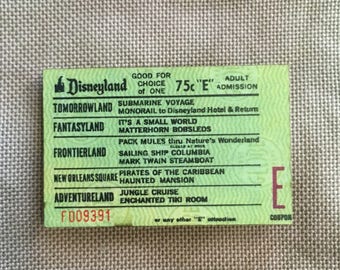 Disneyland GOOD FOR CHOICE of ONE 75c "E" ADULT ADMISSION
TOMORROWLAND SUBMARINE VOYAGE
MONORAIL to Disneyland Hotel & Return
FANTASYLAND IT'S A SMALL WORLD
MATTERHORN BOBSLEDS
FRONTIERLAND PACK MULES thru Nature's Wonderland
SAILING SHIP COLUMBIA
MARK TWAIN STEAMBOAT
NEW ORLEANS SQUARE PIRATES OF THE CARIBBEAN
HAUNTED MANSION
ADVENTURELAND JUNGLE CRUISE
ENCHANTED TIKI ROOM
E
COUPON
F009391
or any other "E" attraction